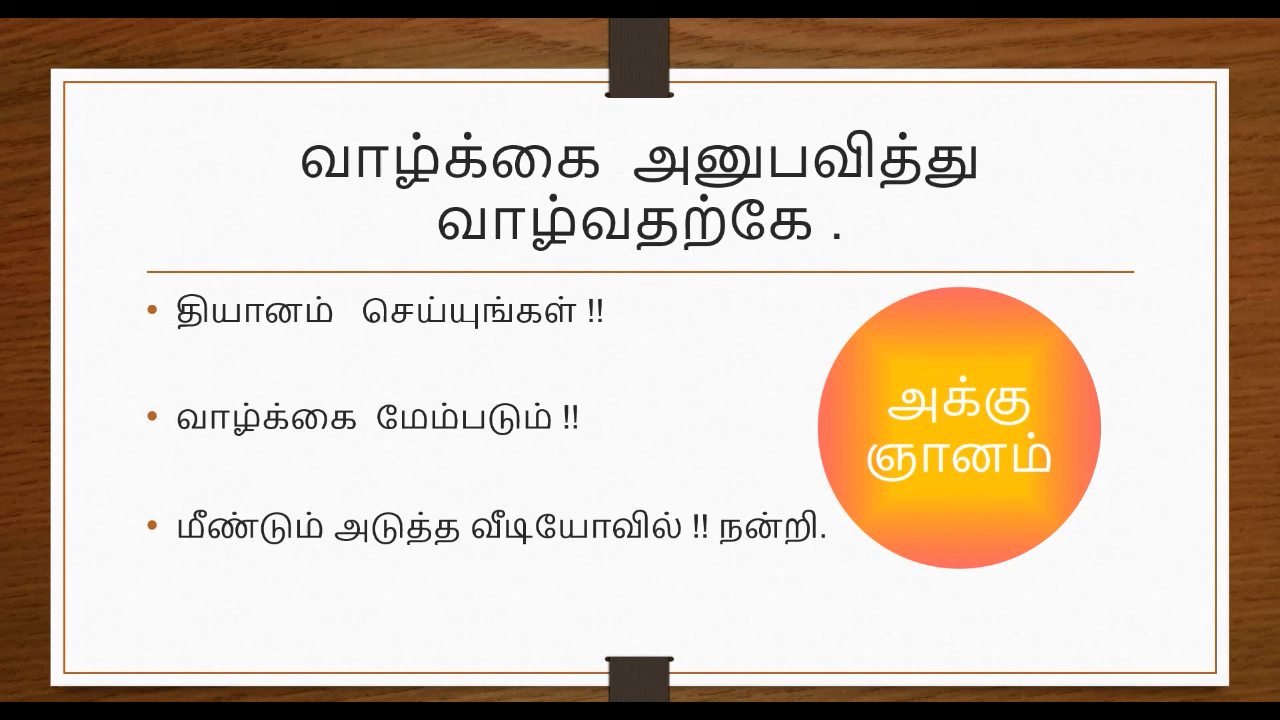 வாழ்க்கை அனுபவித்து
வாழ்வதற்கே .
தியானம் செய்யுங்கள் !!
வாழ்க்கை மேம்படும் !!
மீண்டும் அடுத்த வீடியோவில் !! நன்றி.
அக்கு
ஞானம்